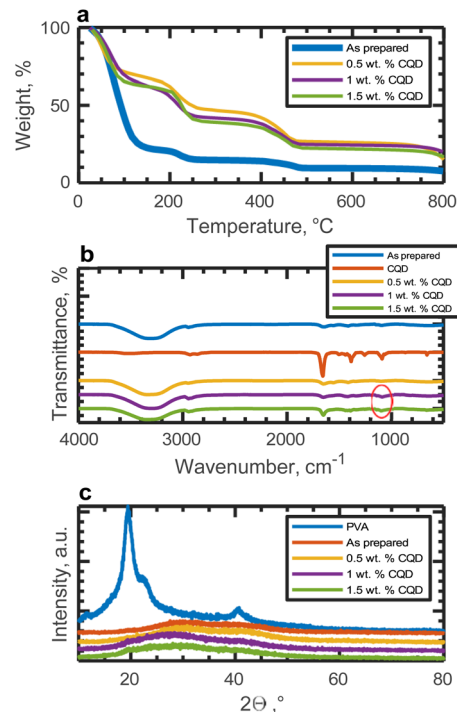 a
100
50
0
Weight, %
As prepared
0.5 wt. % CQD
1 wt. % CQD
1.5 wt. % CQD
0 200 400 600 800
Temperature, °C
b
Transmittance, %
As prepared
CQD
0.5 wt. % CQD
1 wt. % CQD
1.5 wt. % CQD
4000 3000 2000 1000
Wavenumber, cm⁻¹
c
Intensity, a.u.
PVA
As prepared
0.5 wt. % CQD
1 wt. % CQD
1.5 wt. % CQD
20 40 60 80
2Θ,°